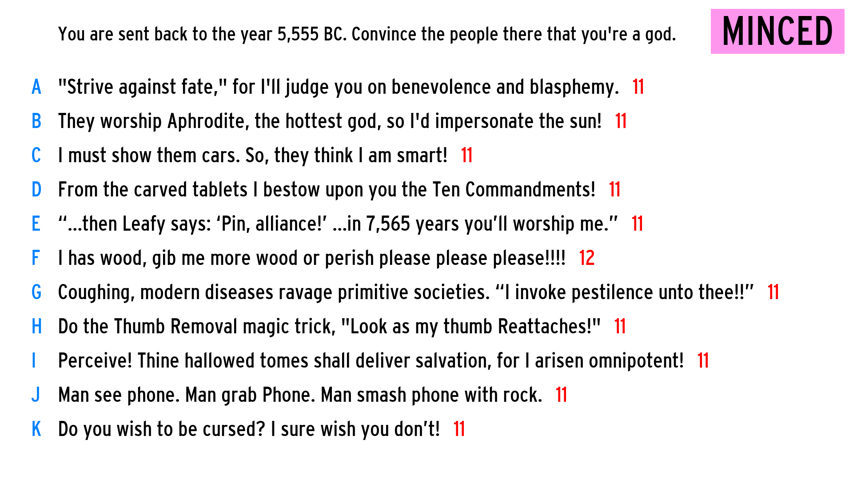 You are sent back to the year 5,555 BC. Convince the people there that you're a god. MINCED
A "Strive against fate," for I'll judge you on benevolence and blasphemy. 11
B They worship Aphrodite, the hottest god, so I'd impersonate the sun! 11
C I must show them cars. So, they think I am smart! 11
D From the carved tablets I bestow upon you the Ten Commandments! 11
E “...then Leafy says: ‘Pin, alliance!’ ...in 7,565 years you’ll worship me.” 11
F I has wood, gib me more wood or perish please please please!!!! 12
G Coughing, modern diseases ravage primitive societies. “I invoke pestilence unto thee!!” 11
H Do the Thumb Removal magic trick, "Look as my thumb Reattaches!" 11
I Perceive! Thine hallowed tomes shall deliver salvation, for I arisen omnipotent! 11
J Man see phone. Man grab Phone. Man smash phone with rock. 11
K Do you wish to be cursed? I sure wish you don’t! 11